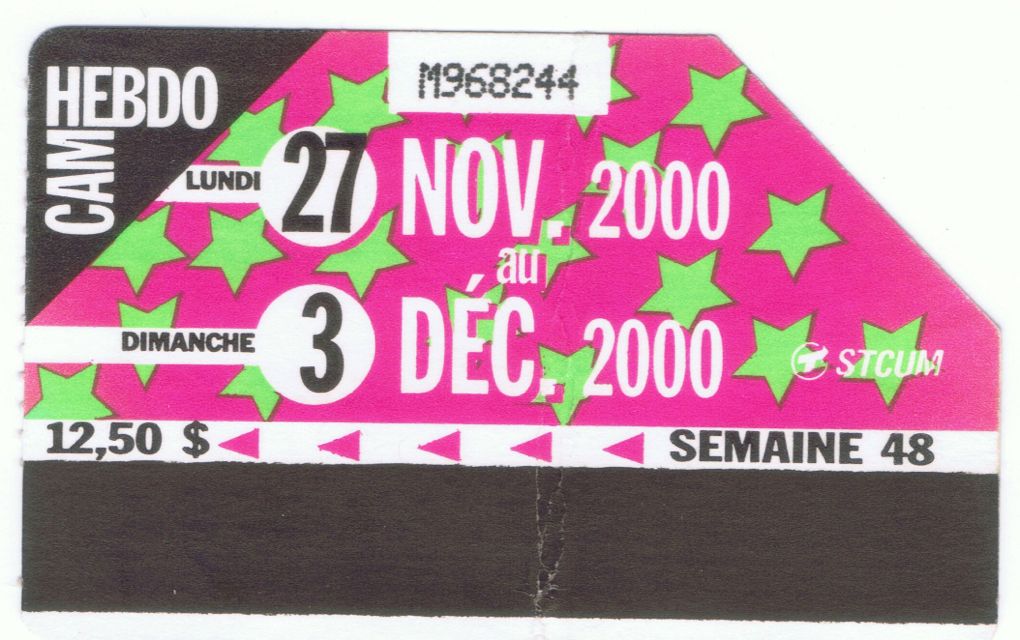 CAM HEBDO
M968244
LUNDI 27 NOV. 2000
au
DIMANCHE 3 DÉC. 2000
STCUM
12,50 $ SEMAINE 48